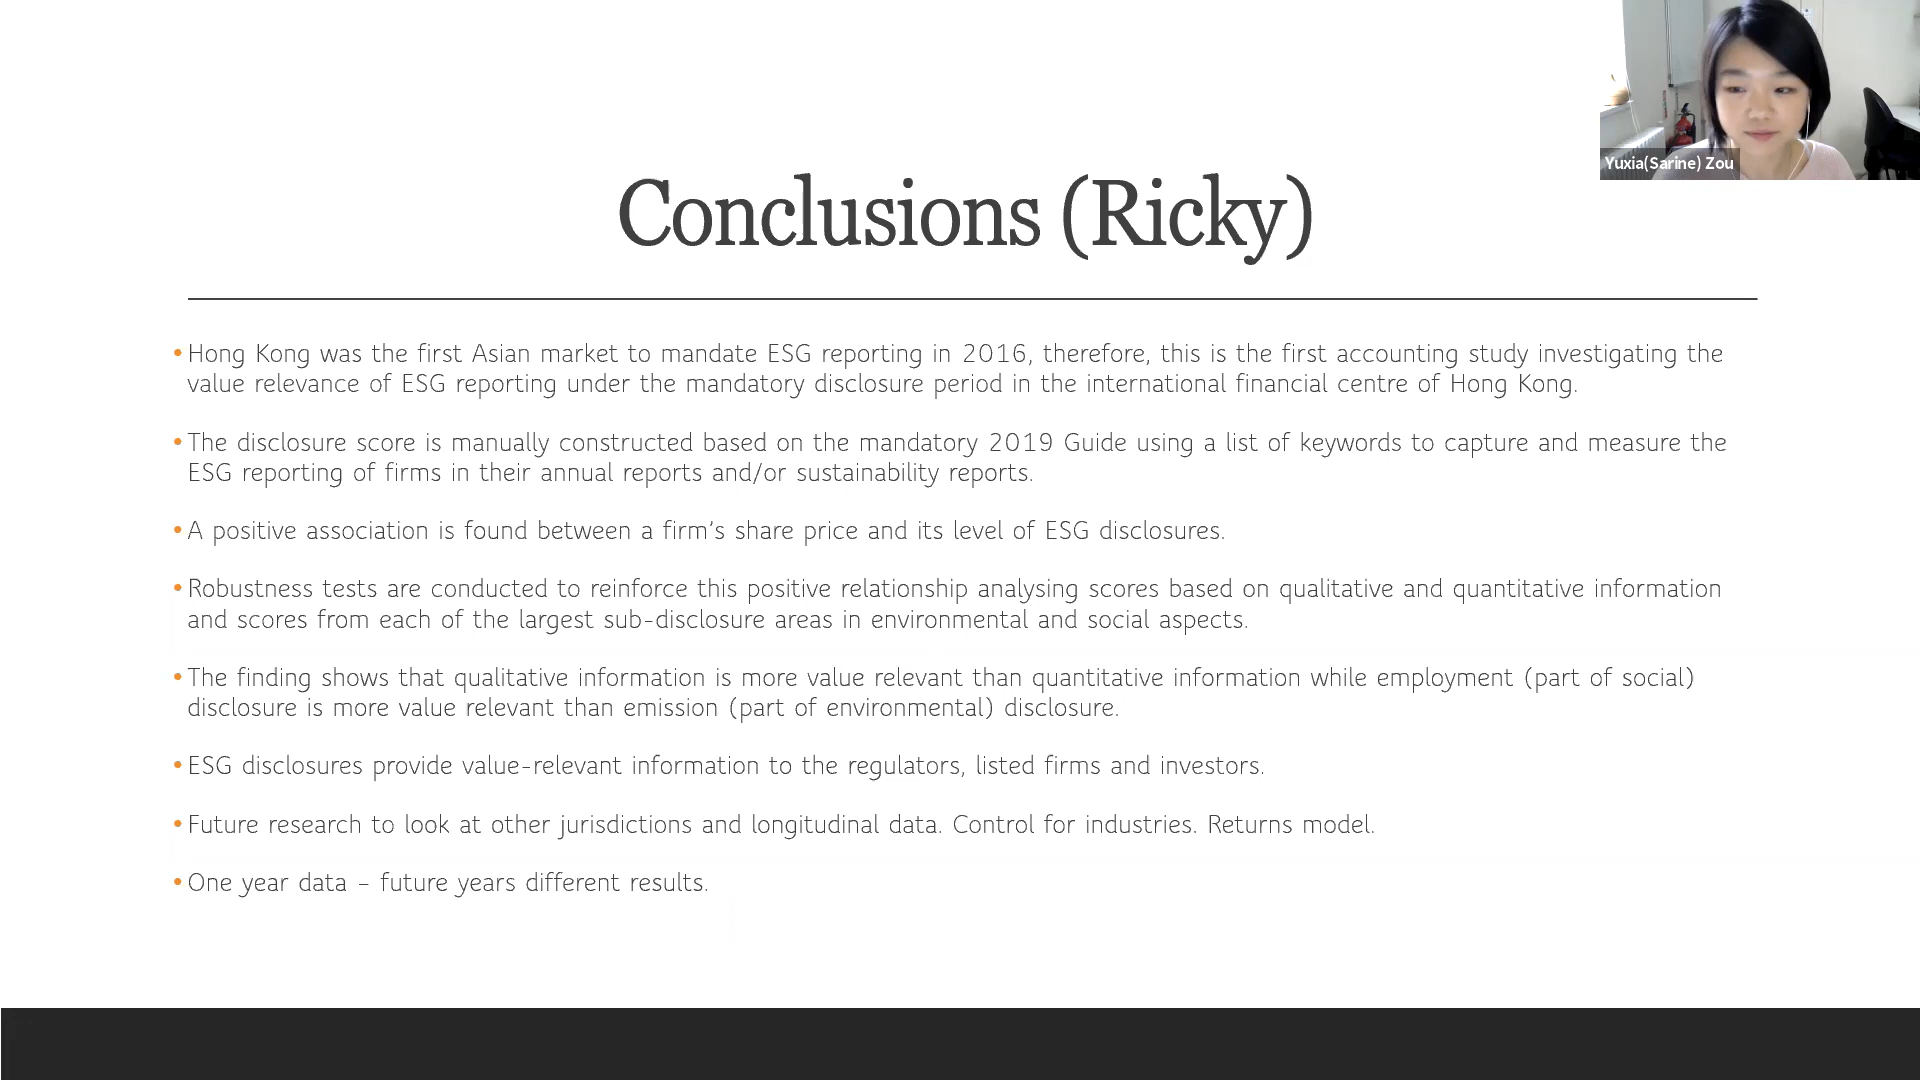 Yuxia(Sarine) Zou
Conclusions (Ricky)
•Hong Kong was the first Asian market to mandate ESG reporting in 2016, therefore, this is the first accounting study investigating the
value relevance of ESG reporting under the mandatory disclosure period in the international financial centre of Hong Kong.
•The disclosure score is manually constructed based on the mandatory 2019 Guide using a list of keywords to capture and measure the
ESG reporting of firms in their annual reports and/or sustainability reports.
•A positive association is found between a firm’s share price and its level of ESG disclosures.
•Robustness tests are conducted to reinforce this positive relationship analysing scores based on qualitative and quantitative information
and scores from each of the largest sub-disclosure areas in environmental and social aspects.
•The finding shows that qualitative information is more value relevant than quantitative information while employment (part of social)
disclosure is more value relevant than emission (part of environmental) disclosure.
•ESG disclosures provide value-relevant information to the regulators, listed firms and investors.
•Future research to look at other jurisdictions and longitudinal data. Control for industries. Returns model.
•One year data – future years different results.